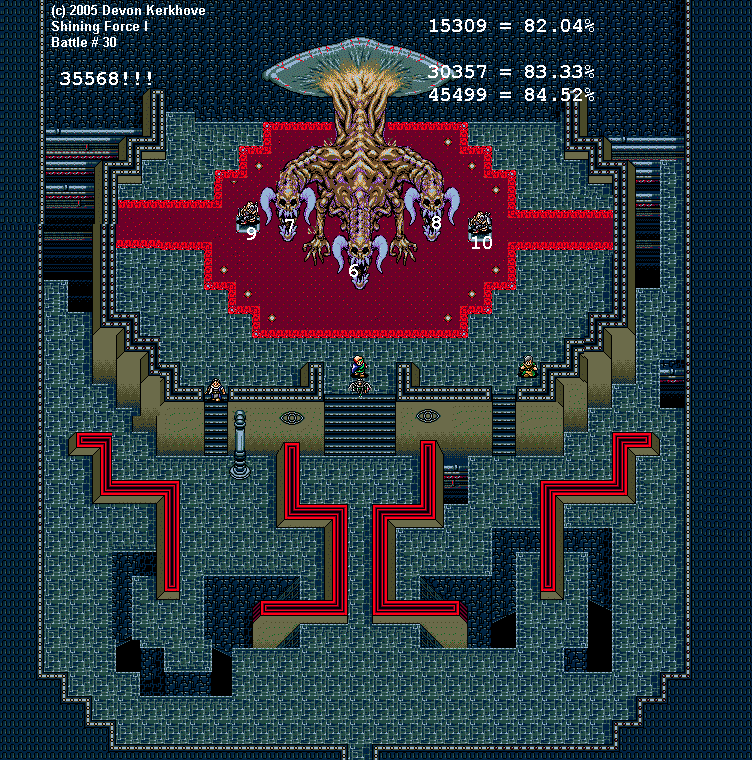 (c) 2005 Devon Kerkhove
Shining Force I
Battle # 30
15309 = 82.04%
35568!!!
30357 = 83.33%
45499 = 84.52%
7
8
9
10
6